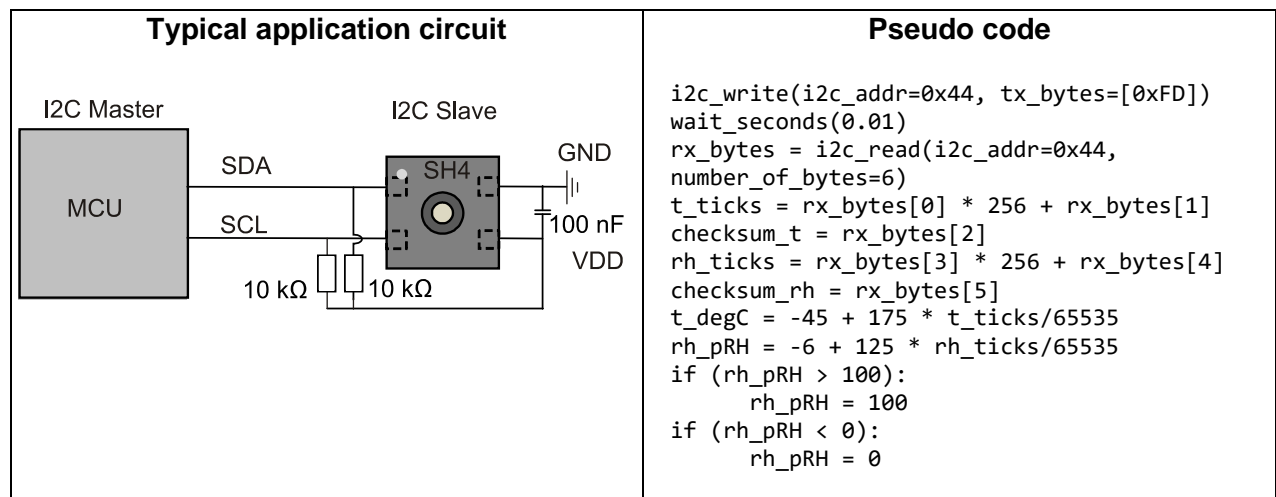 Typical application circuit
I2C Master
I2C Slave
MCU
SDA
SCL
SH4
GND
100 nF
VDD
10 kΩ
10 kΩ
Pseudo code
i2c_write(i2c_addr=0x44, tx_bytes=[0xFD])
wait_seconds(0.01)
rx_bytes = i2c_read(i2c_addr=0x44,
number_of_bytes=6)
t_ticks = rx_bytes[0] * 256 + rx_bytes[1]
checksum_t = rx_bytes[2]
rh_ticks = rx_bytes[3] * 256 + rx_bytes[4]
checksum_rh = rx_bytes[5]
t_degC = -45 + 175 * t_ticks/65535
rh_pRH = -6 + 125 * rh_ticks/65535
if (rh_pRH > 100):
rh_pRH = 100
if (rh_pRH < 0):
rh_pRH = 0